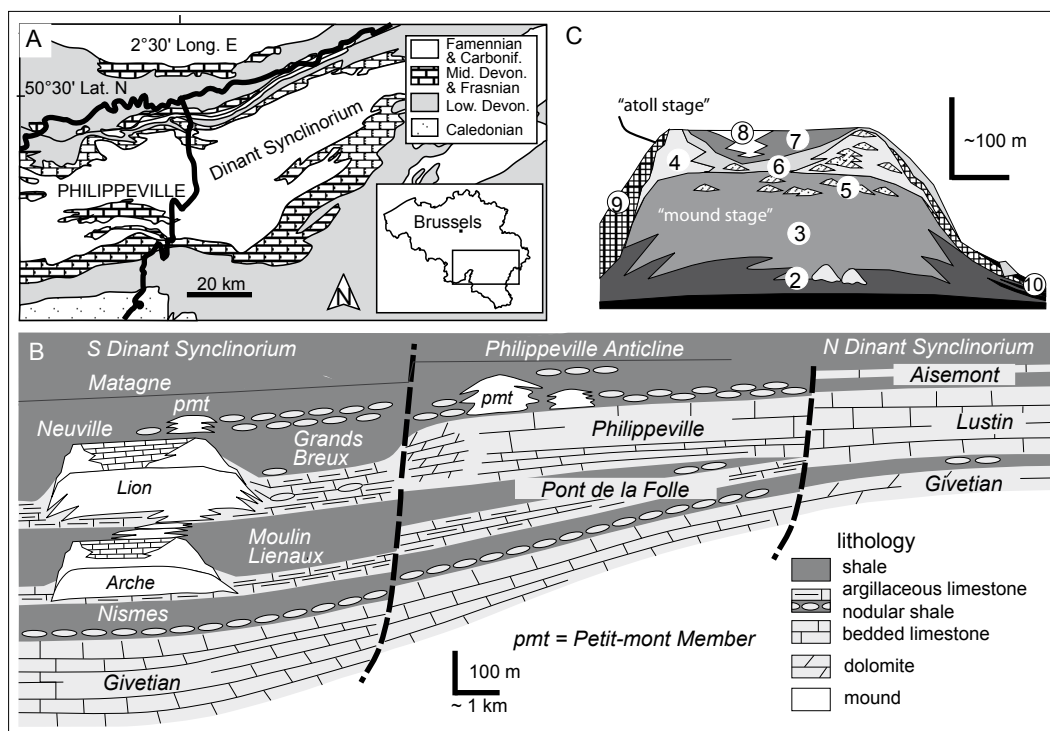 A
2°30' Long. E
50°30' Lat. N
Famennian
& Carbonif.
Mid. Devon.
& Frasnian
Low. Devon.
Caledonian
Dinant Synclinorium
PHILIPPEVILLE
Brussels
20 km
N
C
"atoll stage"
8
7
4
6
5
9
"mound stage"
3
2
10
~100 m
B
S Dinant Synclinorium
Philippeville Anticline
N Dinant Synclinorium
Matagne
Aisemont
pmt
pmt
Neuville
Grands
Breux
Philippeville
Lustin
Lion
Pont de la Folle
Givetian
Moulin
Lienaux
Arche
Nismes
Givetian
pmt = Petit-mont Member
100 m
~ 1 km
lithology
shale
argillaceous limestone
nodular shale
bedded limestone
dolomite
mound